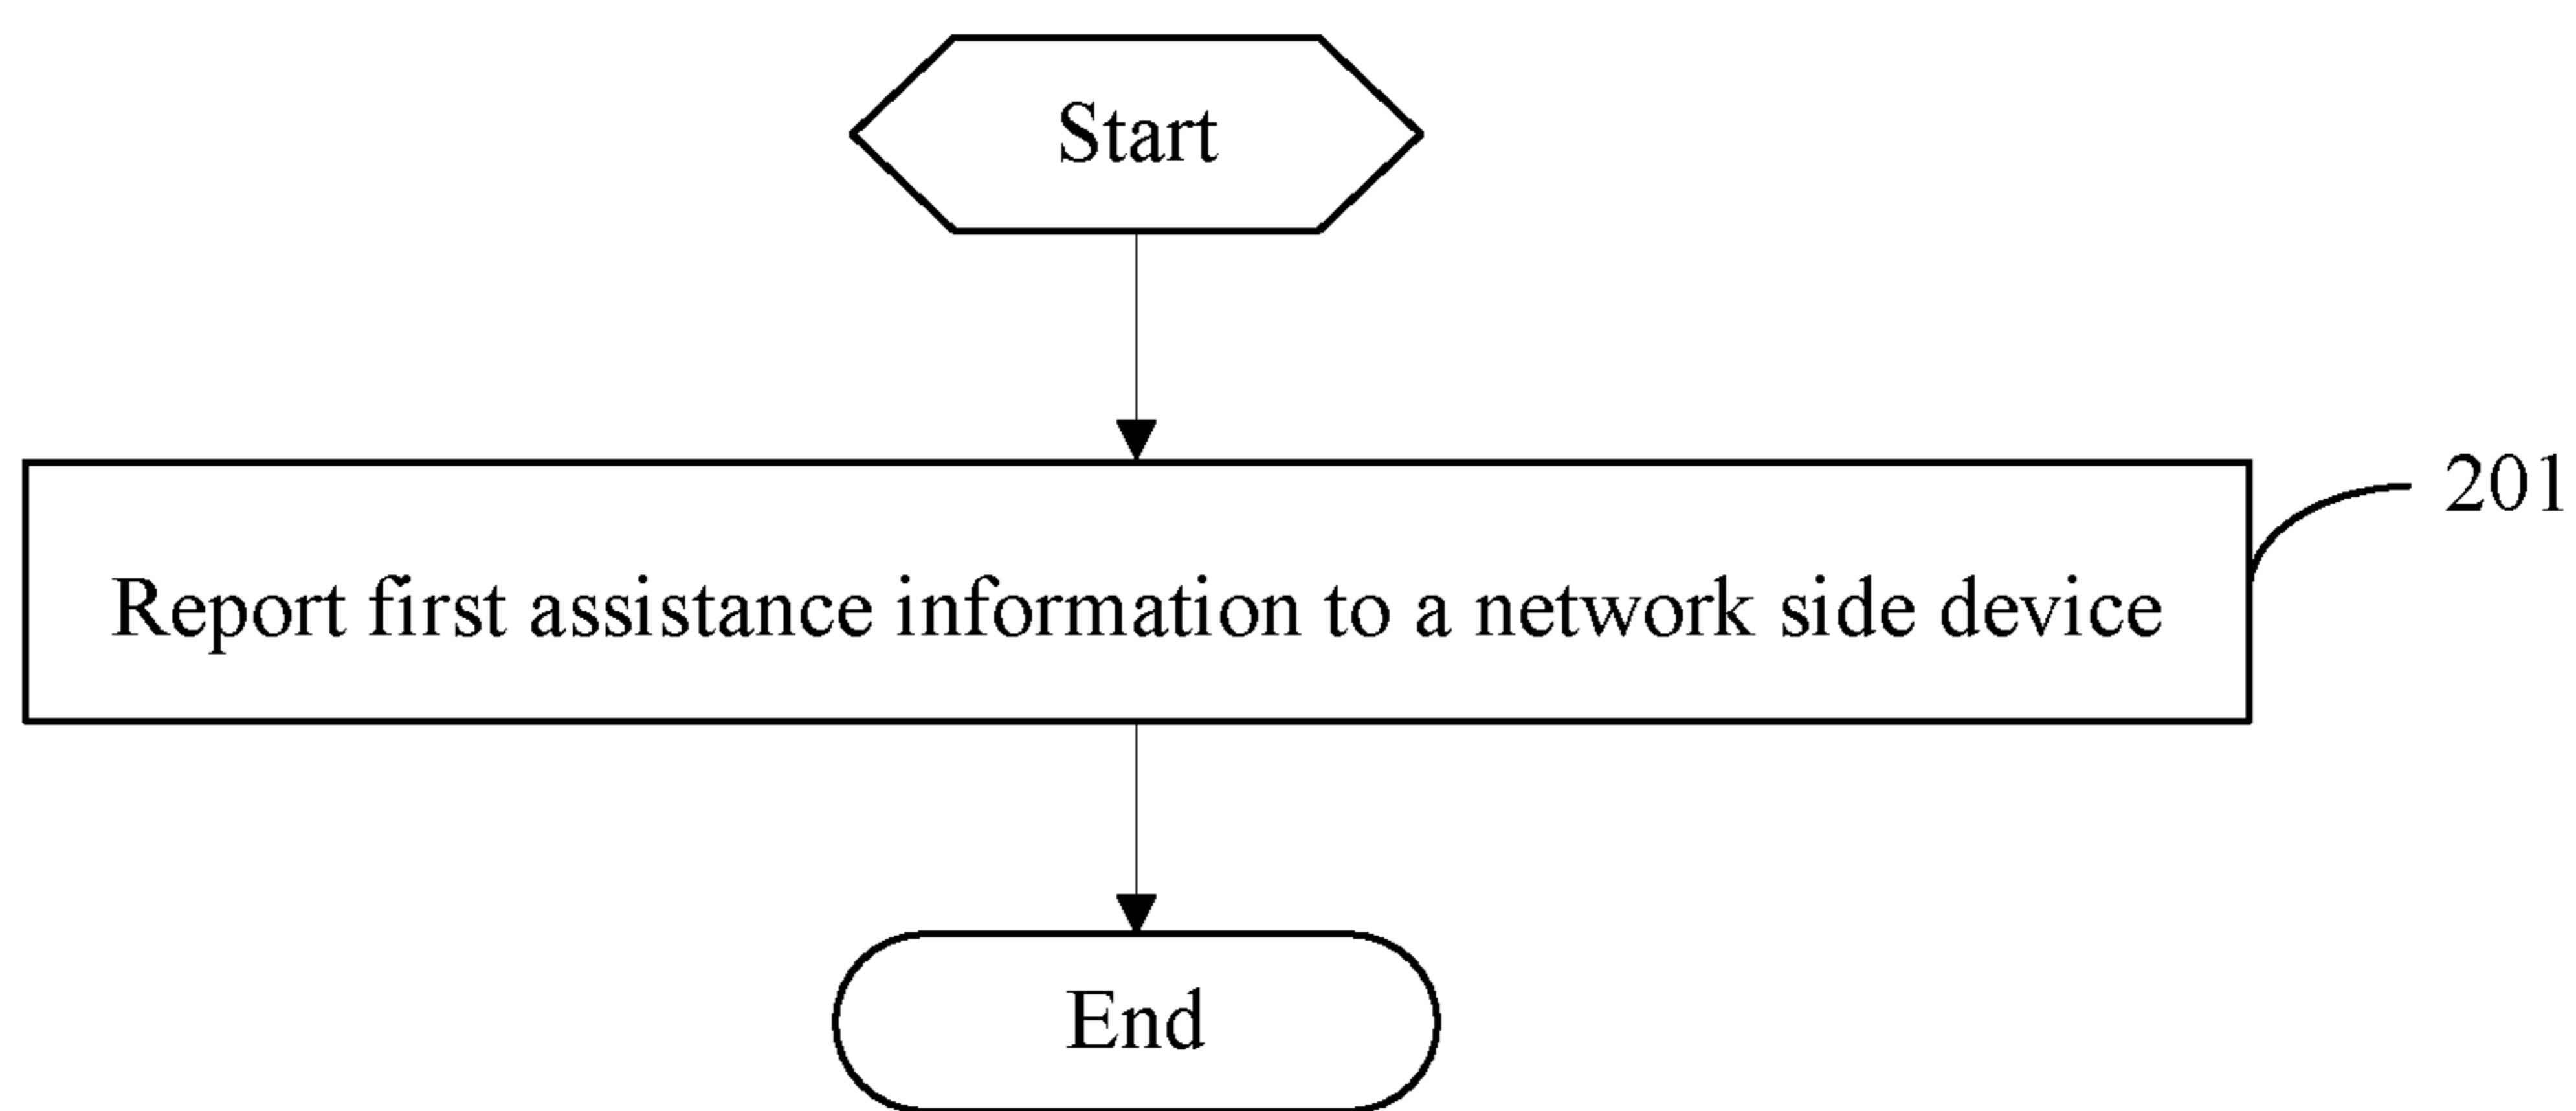 Start
201
Report first assistance information to a network side device
End